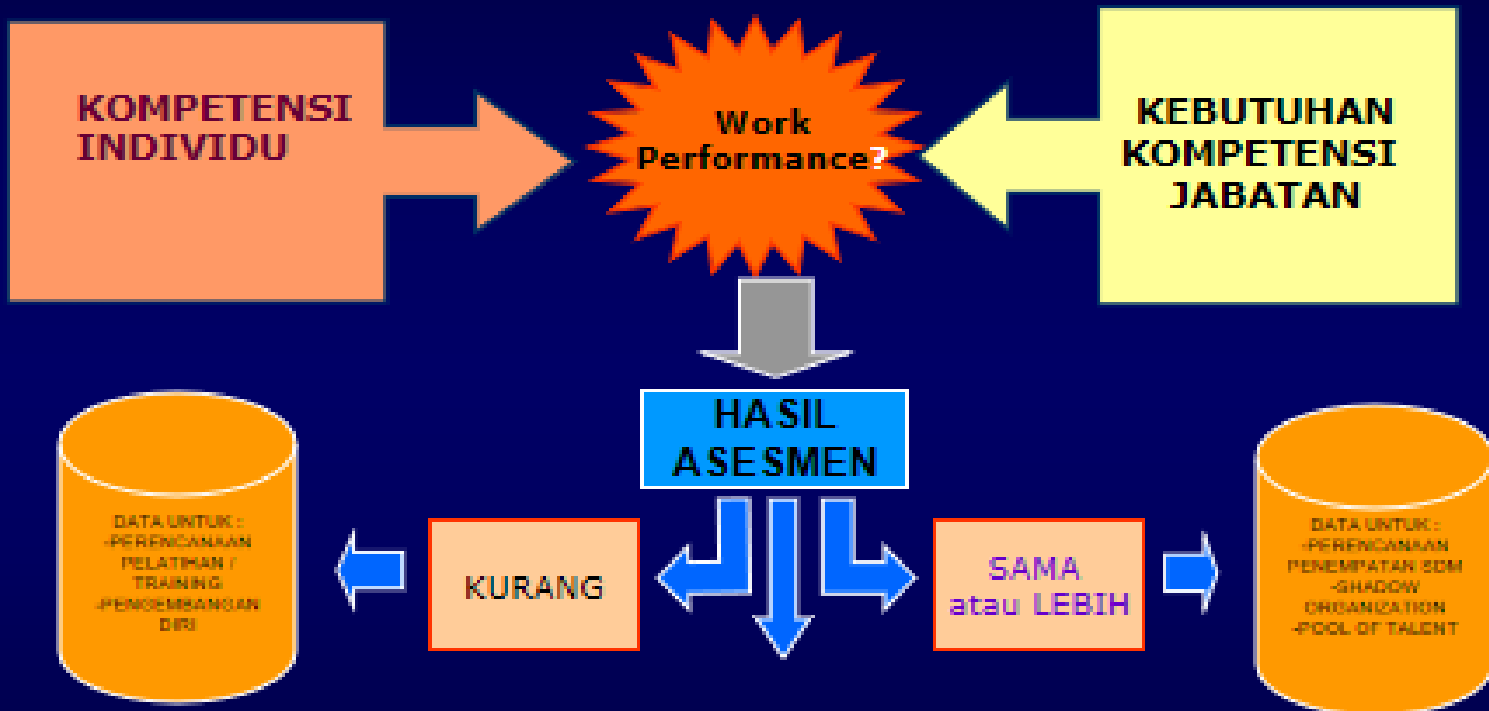 KOMPETENSI
INDIVIDU
Work
Performance?
KEBUTUHAN
KOMPETENSI
JABATAN
HASIL
ASESMEN
DATA UNTUK :
-PERENCANAAN
PELATIHAN /
TRAINING
-PENGEMBANGAN
DIRI
KURANG
SAMA
atau LEBIH
DATA UNTUK :
-PERENCANAAN
PENEMPATAN SDM
-SHADOW
ORGANIZATION
-POOL OF TALENT